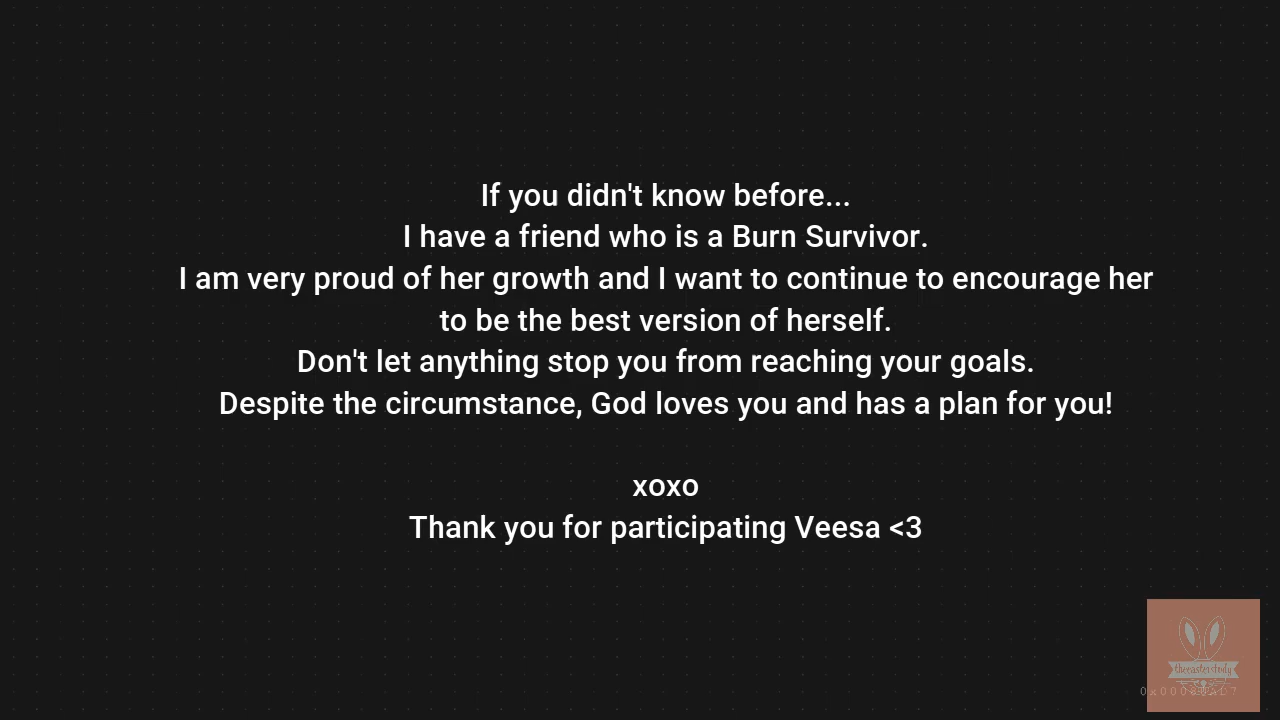 If you didn't know before...
I have a friend who is a Burn Survivor.
I am very proud of her growth and I want to continue to encourage her
to be the best version of herself.
Don't let anything stop you from reaching your goals.
Despite the circumstance, God loves you and has a plan for you!
xoxo
Thank you for participating Veesa <3